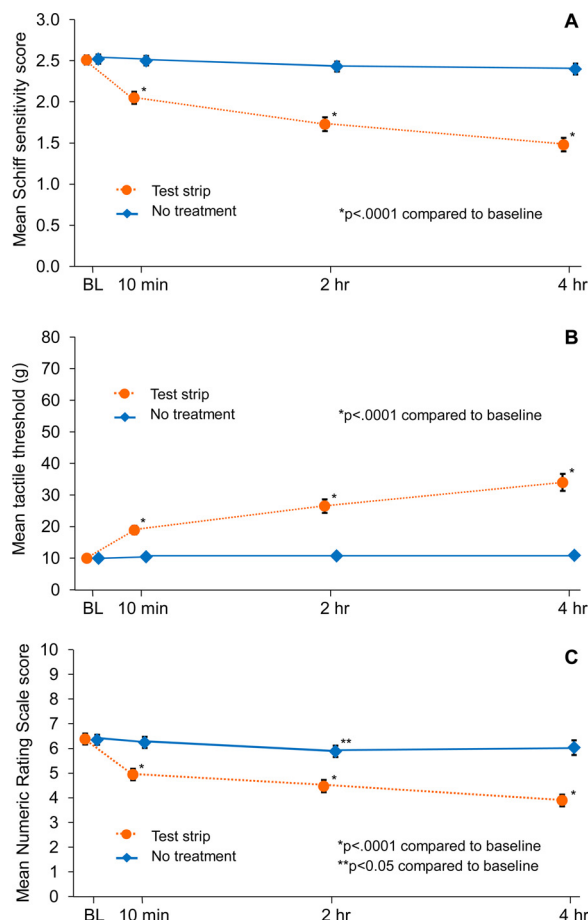 A
Mean Schiff sensitivity score
3.0
2.5
2.0
1.5
1.0
0.5
0.0
*
*
*
Test strip
No treatment
*p<.0001 compared to baseline
BL 10 min 2 hr 4 hr
B
Mean tactile threshold (g)
80
70
60
50
40
30
20
10
0
Test strip
No treatment
*p<.0001 compared to baseline
*
*
*
BL 10 min 2 hr 4 hr
C
Mean Numeric Rating Scale score
10
9
8
7
6
5
4
3
2
1
0
**
*
*
*
Test strip
No treatment
*p<.0001 compared to baseline
**p<0.05 compared to baseline
BL 10 min 2 hr 4 hr